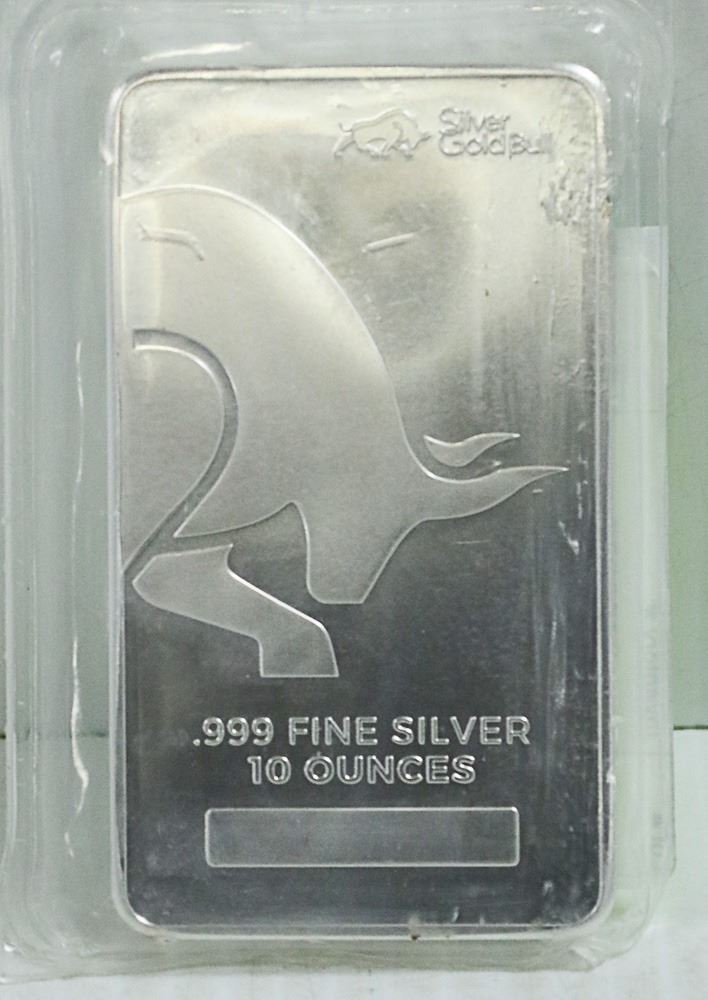 Silver
Gold Bull
.999 FINE SILVER
10 OUNCES